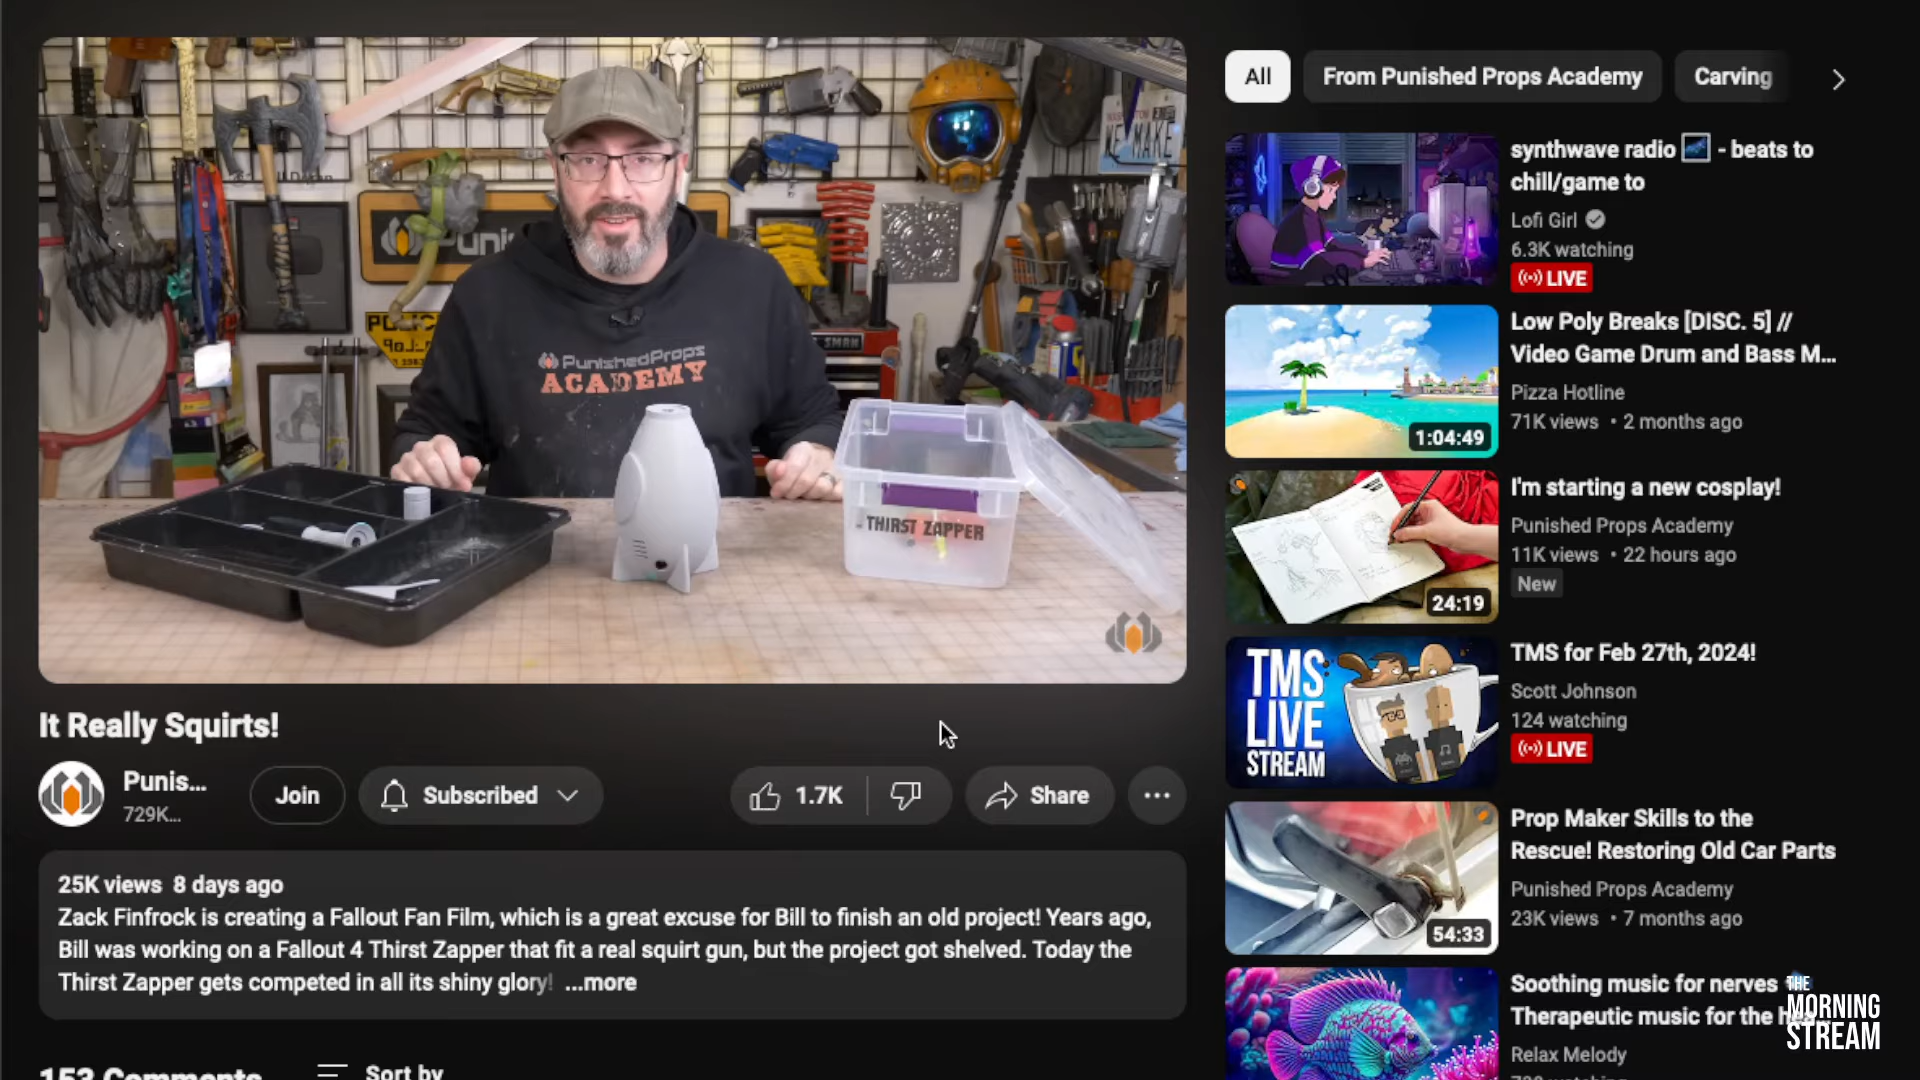 WE MAKE
Puni
POLIC
SMAN
PunishedProps
ACADEMY
THIRST ZAPPER
It Really Squirts!
Punis...
729K...
Join
Subscribed
1.7K
Share
25K views 8 days ago
Zack Finfrock is creating a Fallout Fan Film, which is a great excuse for Bill to finish an old project! Years ago,
Bill was working on a Fallout 4 Thirst Zapper that fit a real squirt gun, but the project got shelved. Today the
Thirst Zapper gets competed in all its shiny glory! ...more
153 Comments
Sort by
All
From Punished Props Academy
Carving
synthwave radio 🌌 - beats to
chill/game to
Lofi Girl
6.3K watching
LIVE
Low Poly Breaks [DISC. 5] //
Video Game Drum and Bass M...
Pizza Hotline
71K views • 2 months ago
1:04:49
I'm starting a new cosplay!
Punished Props Academy
11K views • 22 hours ago
New
24:19
TMS
LIVE
STREAM
TMS for Feb 27th, 2024!
Scott Johnson
124 watching
LIVE
Prop Maker Skills to the
Rescue! Restoring Old Car Parts
Punished Props Academy
23K views • 7 months ago
54:33
Soothing music for nerves
Therapeutic music for the
Relax Melody
THE
MORNING
STREAM